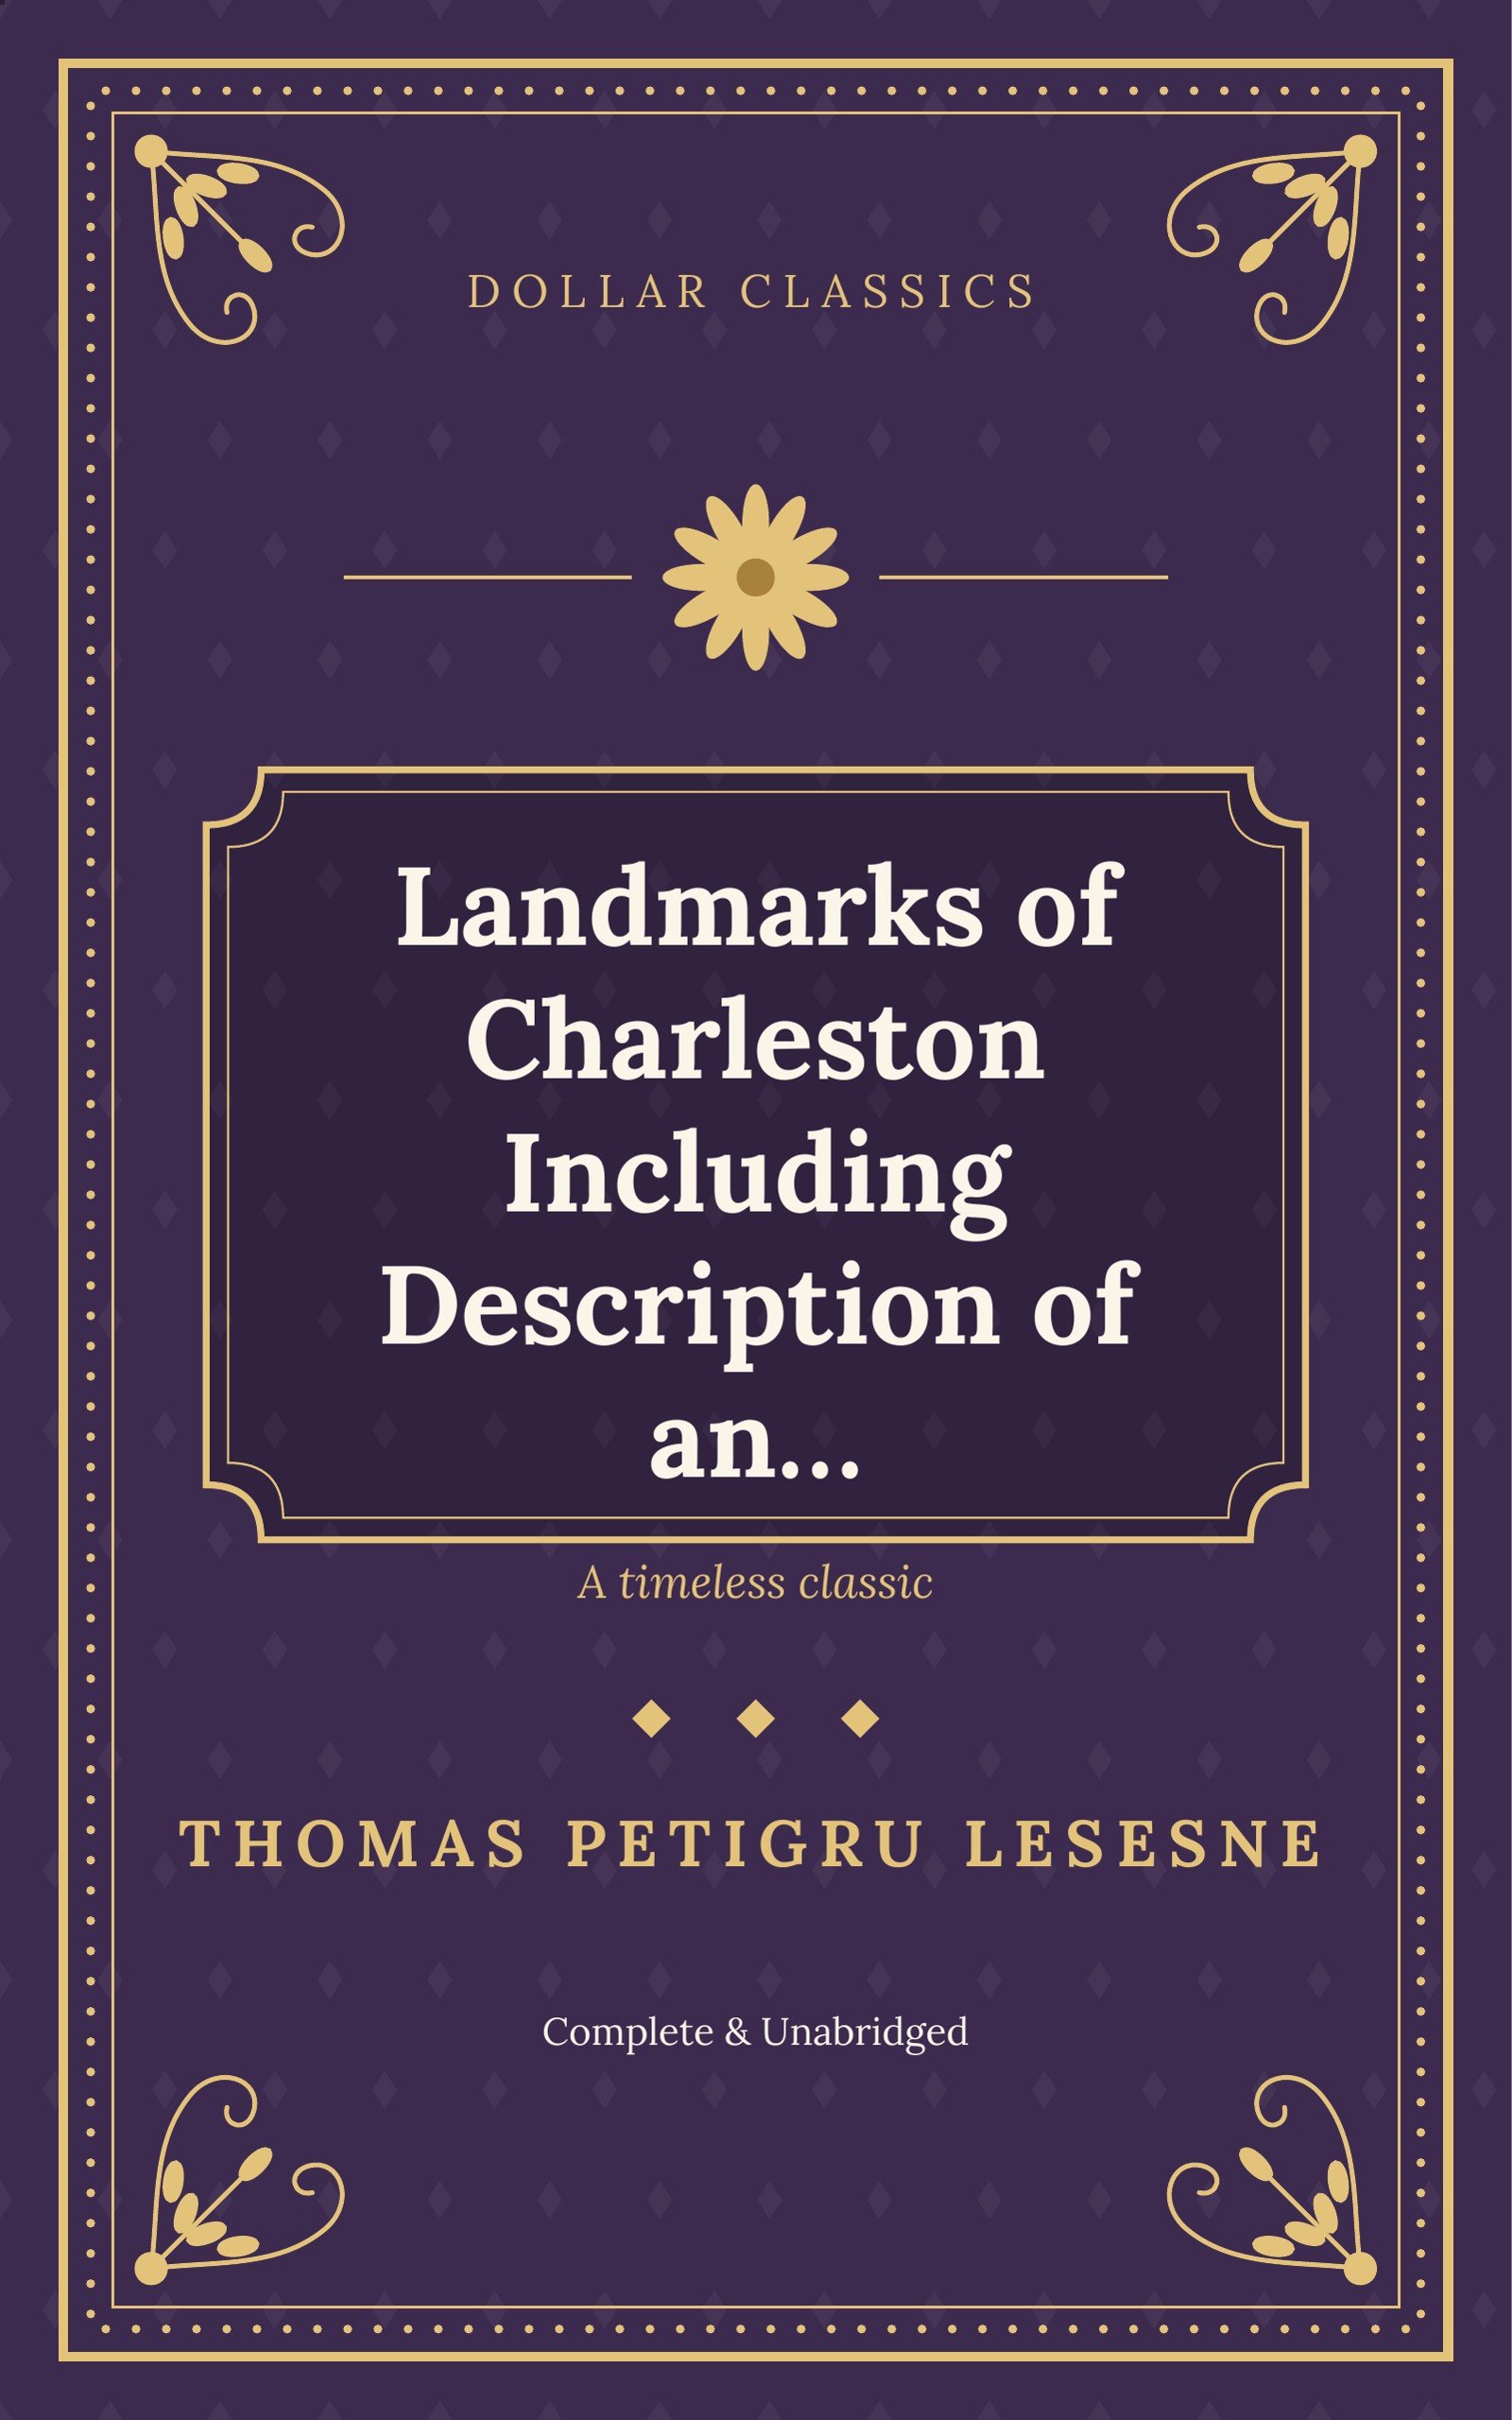 DOLLAR CLASSICS
Landmarks of
Charleston
Including
Description of
an...
A timeless classic
THOMAS PETIGRU LESESNE
Complete & Unabridged